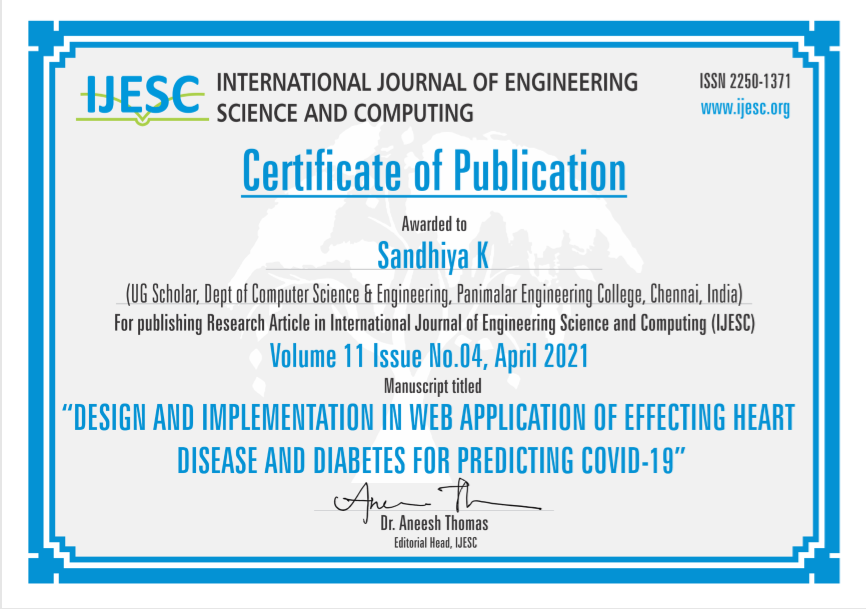 IJESC
INTERNATIONAL JOURNAL OF ENGINEERING
SCIENCE AND COMPUTING
ISSN 2250-1371
www.ijesc.org
Certificate of Publication
Awarded to
Sandhiya K
(UG Scholar, Dept of Computer Science & Engineering, Panimalar Engineering College, Chennai, India)
For publishing Research Article in International Journal of Engineering Science and Computing (IJESC)
Volume 11 Issue No.04, April 2021
Manuscript titled
“DESIGN AND IMPLEMENTATION IN WEB APPLICATION OF EFFECTING HEART
DISEASE AND DIABETES FOR PREDICTING COVID-19”
Dr. Aneesh Thomas
Editorial Head, IJESC